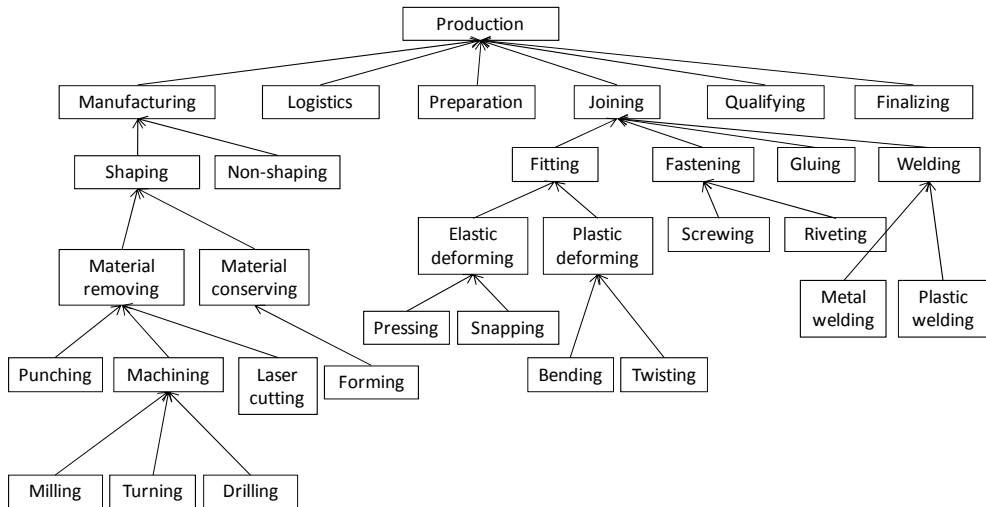 Production
Manufacturing
Logistics
Preparation
Joining
Qualifying
Finalizing
Shaping
Non-shaping
Fitting
Fastening
Gluing
Welding
Elastic
deforming
Plastic
deforming
Screwing
Riveting
Material
removing
Material
conserving
Metal
welding
Plastic
welding
Pressing
Snapping
Punching
Machining
Laser
cutting
Forming
Bending
Twisting
Milling
Turning
Drilling